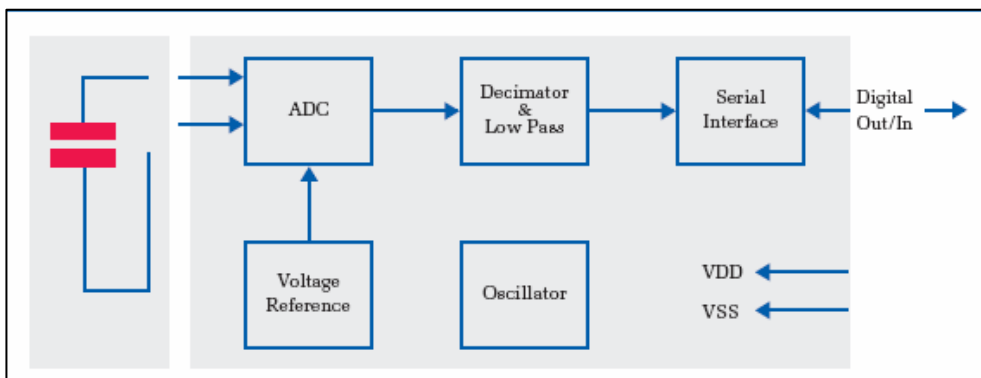 ADC
Decimator
&
Low Pass
Serial
Interface
Digital
Out/In
Voltage
Reference
Oscillator
VDD
VSS